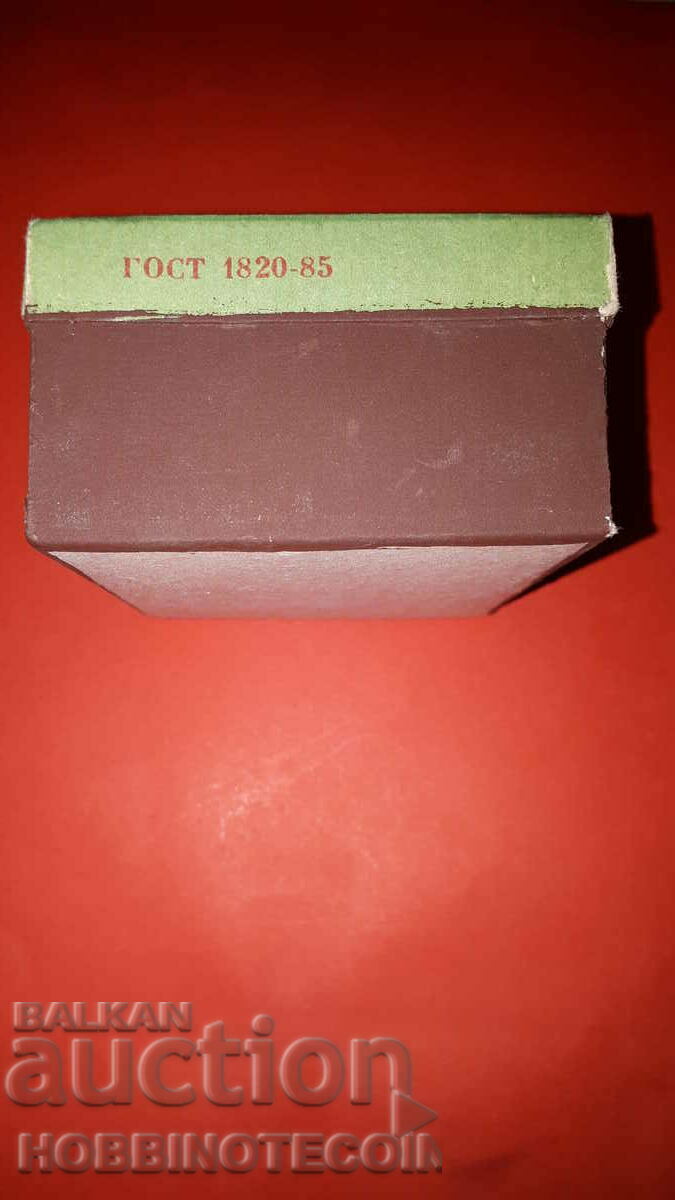 ГОСТ 1820-85
BALKAN
auction
HOBBINOTECOIN